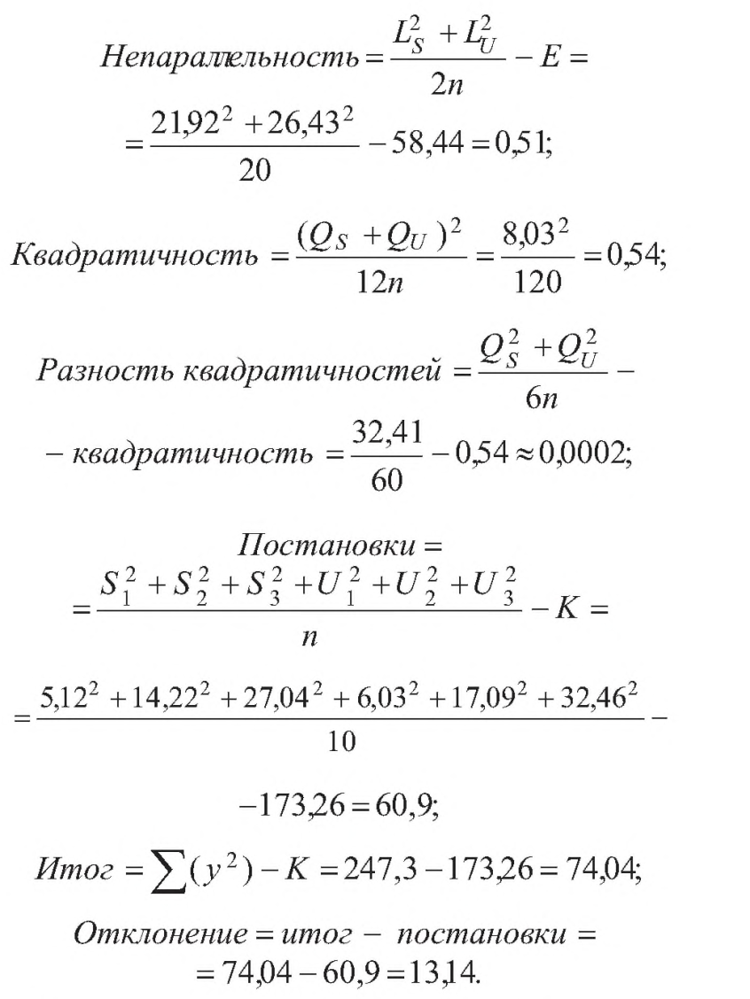 Непараллельность = \frac{L_S^2 + L_U^2}{2n} − E =
= \frac{21,92^2 + 26,43^2}{20} − 58,44 = 0,51;
Квадратичность = \frac{(Q_S + Q_U)^2}{12n} = \frac{8,03^2}{120} = 0,54;
Разность квадратичностей = \frac{Q_S^2 + Q_U^2}{6n} −
− квадратичность = \frac{32,41}{60} − 0,54 ≈ 0,0002;
Постановки =
= \frac{S_1^2 + S_2^2 + S_3^2 + U_1^2 + U_2^2 + U_3^2}{n} − K =
= \frac{5,12^2 + 14,22^2 + 27,04^2 + 6,03^2 + 17,09^2 + 32,46^2}{10} −
−173,26 = 60,9;
Итог = ∑(y^2) − K = 247,3 − 173,26 = 74,04;
Отклонение = итог − постановки =
= 74,04 − 60,9 = 13,14.